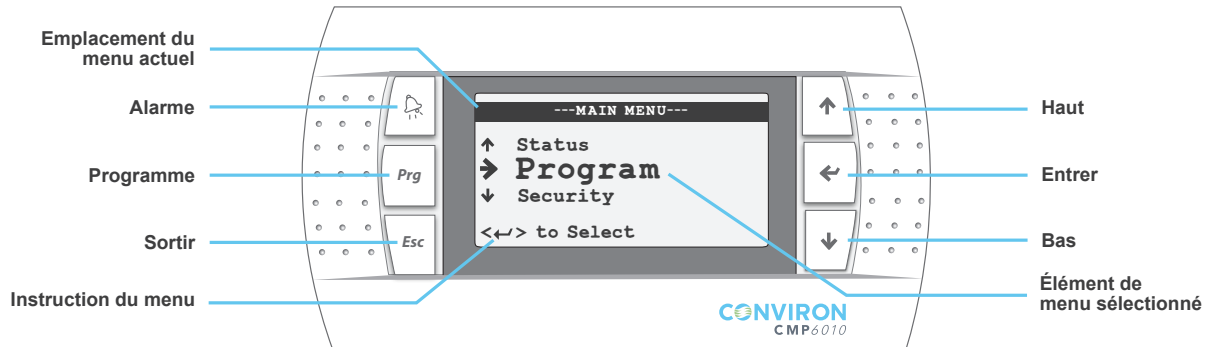 Emplacement du
menu actuel
Alarme
Programme
Sortir
Instruction du menu
Prg
Esc
---MAIN MENU---
↑ Status
→ Program
↓ Security
<↵> to Select
Haut
Entrer
Bas
Élément de
menu sélectionné
CONVIRON
CMP6010